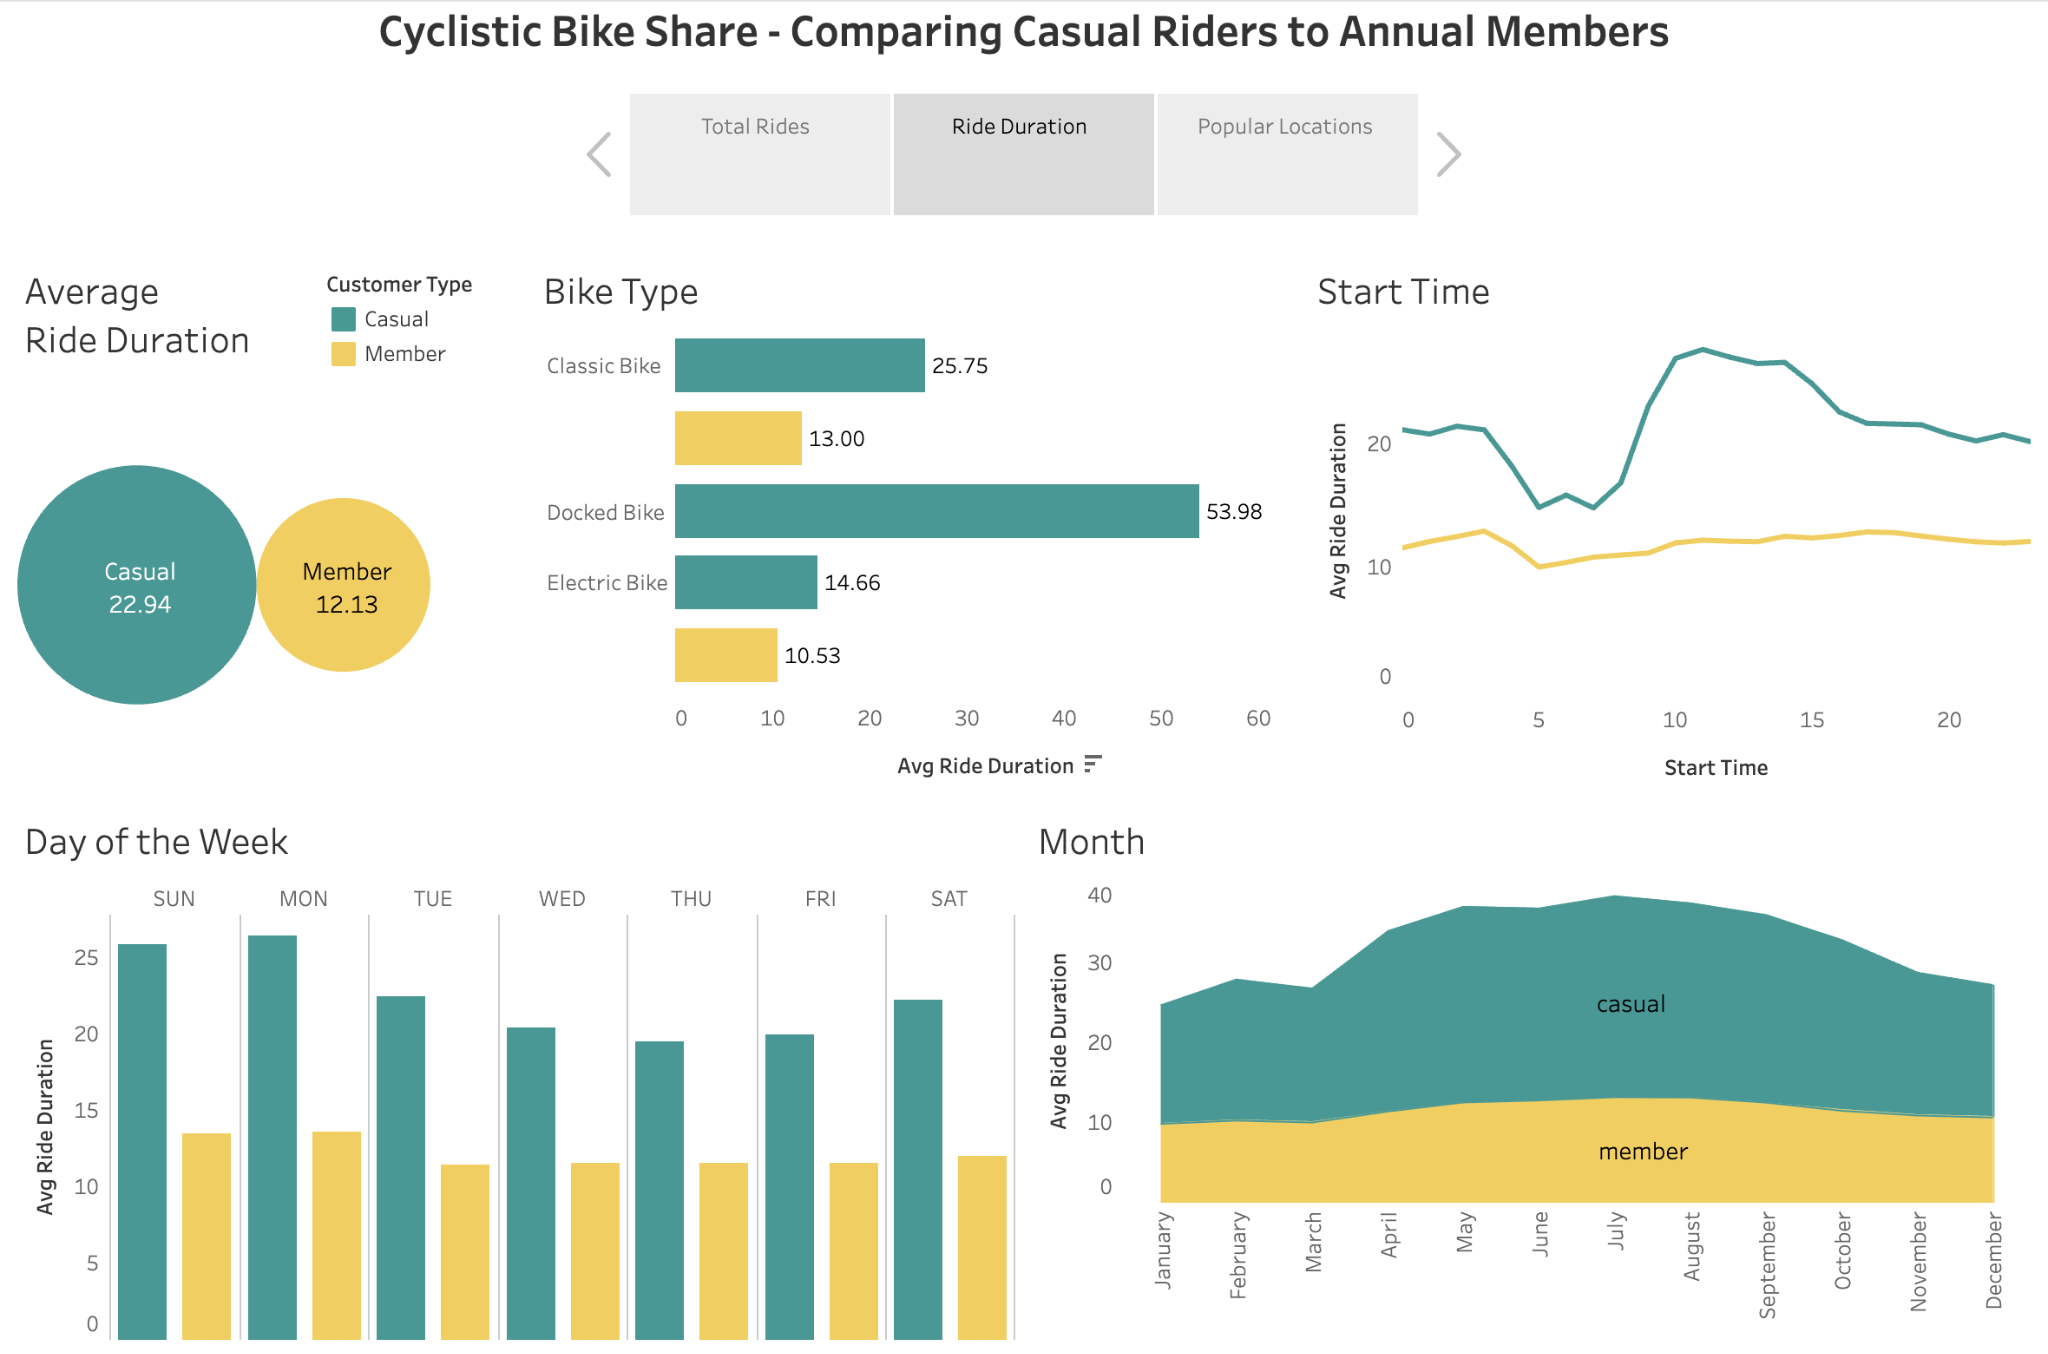 Cyclistic Bike Share - Comparing Casual Riders to Annual Members
Total Rides
Ride Duration
Popular Locations
Average
Ride Duration
Customer Type
Casual
Member
Casual
22.94
Member
12.13
Bike Type
Classic Bike
25.75
13.00
Docked Bike
53.98
Electric Bike
14.66
10.53
0 10 20 30 40 50 60
Avg Ride Duration
Start Time
Avg Ride Duration
20
10
0
0 5 10 15 20
Start Time
Day of the Week
SUN MON TUE WED THU FRI SAT
Avg Ride Duration
25
20
15
10
5
0
Month
Avg Ride Duration
40
30
20
10
0
casual
member
January
February
March
April
May
June
July
August
September
October
November
December